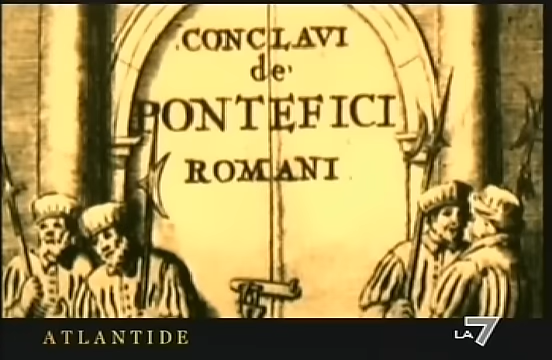 CONCLAVI
de'
PONTEFICI
ROMANI
ATLANTIDE
LA7